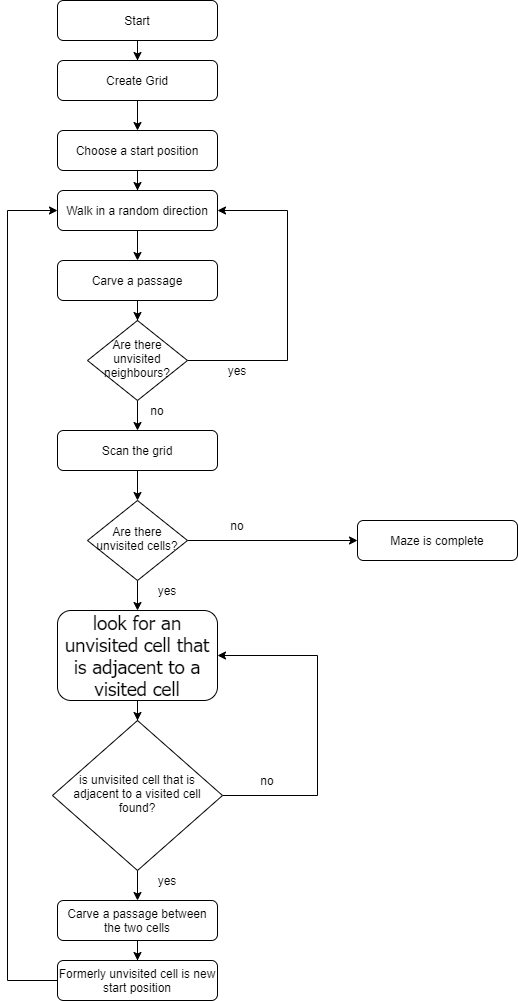 Start
Create Grid
Choose a start position
Walk in a random direction
Carve a passage
Are there
unvisited
neighbours?
yes
no
Scan the grid
Are there
unvisited cells?
no
Maze is complete
yes
look for an
unvisited cell that
is adjacent to a
visited cell
is unvisited cell that is
adjacent to a visited cell
found?
no
yes
Carve a passage between
the two cells
Formerly unvisited cell is new
start position